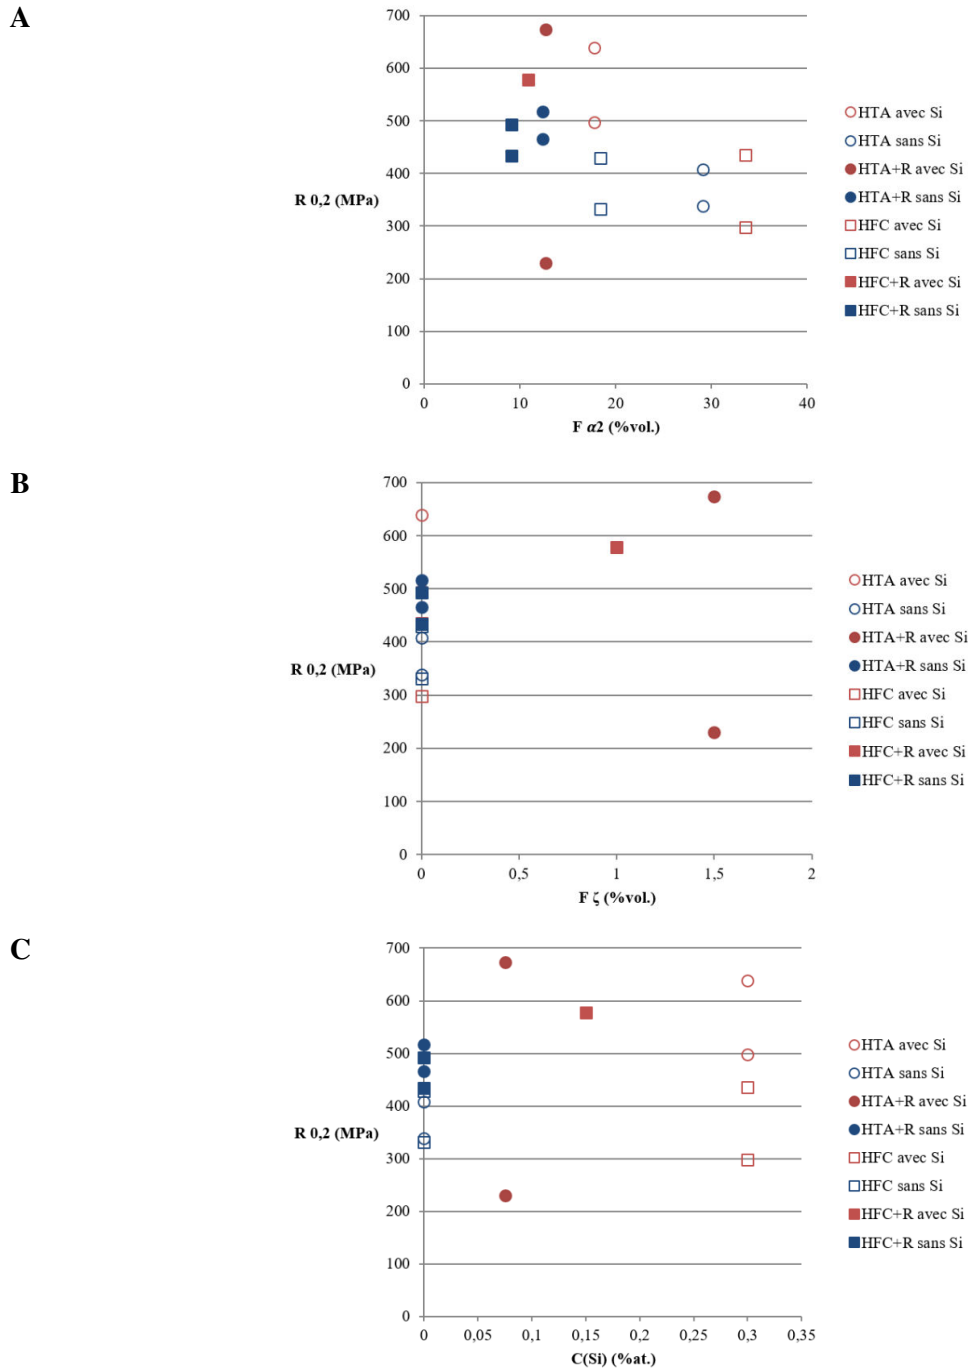 A
700
600
500
400
300
200
100
0
R 0,2 (MPa)
0 10 20 30 40
F α2 (%vol.)
HTA avec Si
HTA sans Si
HTA+R avec Si
HTA+R sans Si
HFC avec Si
HFC sans Si
HFC+R avec Si
HFC+R sans Si
B
700
600
500
400
300
200
100
0
R 0,2 (MPa)
0 0,5 1 1,5 2
F ζ (%vol.)
HTA avec Si
HTA sans Si
HTA+R avec Si
HTA+R sans Si
HFC avec Si
HFC sans Si
HFC+R avec Si
HFC+R sans Si
C
700
600
500
400
300
200
100
0
R 0,2 (MPa)
0 0,05 0,1 0,15 0,2 0,25 0,3 0,35
C(Si) (%at.)
HTA avec Si
HTA sans Si
HTA+R avec Si
HTA+R sans Si
HFC avec Si
HFC sans Si
HFC+R avec Si
HFC+R sans Si